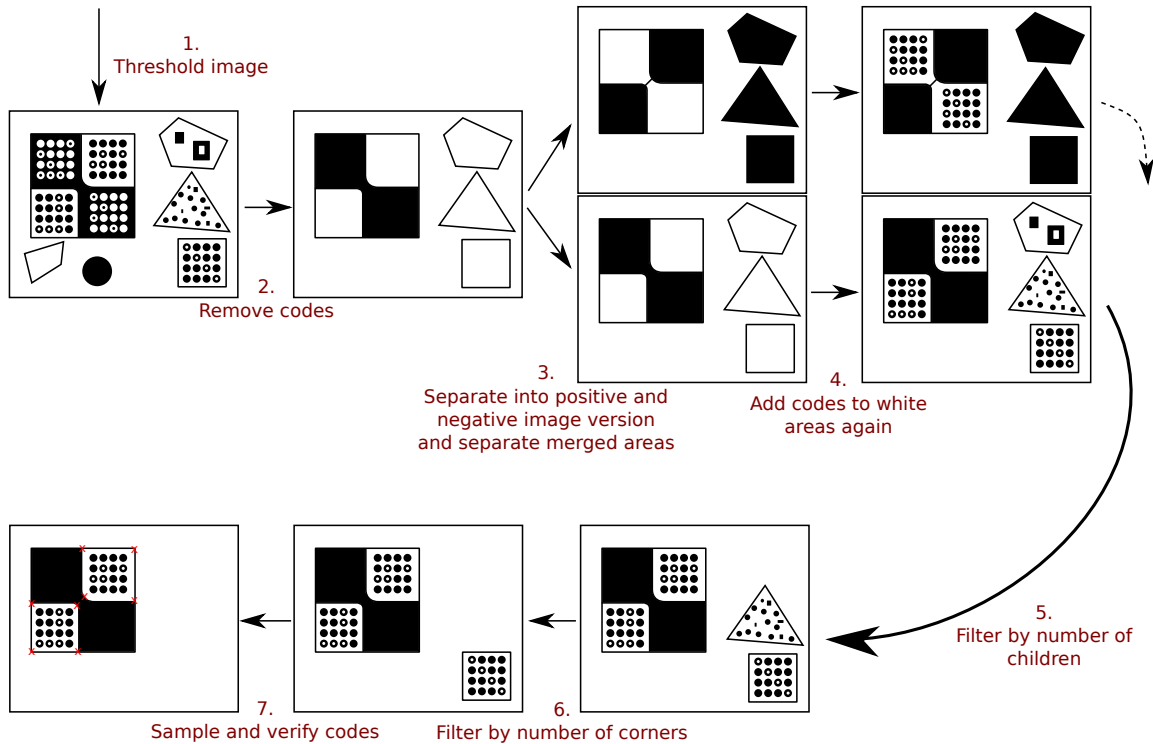 1.
Threshold image
2.
Remove codes
3.
Separate into positive and
negative image version
and separate merged areas
4.
Add codes to white
areas again
5.
Filter by number of
children
6.
Filter by number of corners
7.
Sample and verify codes